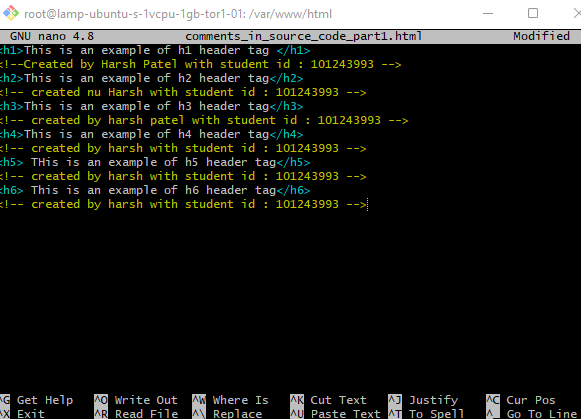 root@lamp-ubuntu-s-1vcpu-1gb-tor1-01: /var/www/html
GNU nano 4.8 comments_in_source_code_part1.html Modified
<h1>This is an example of h1 header tag </h1>
<!--Created by Harsh Patel with student id : 101243993 -->
<h2>This is an example of h2 header tag</h2>
<!-- created nu Harsh with student id : 101243993 -->
<h3>This is an example of h3 header tag</h3>
<!-- created by harsh patel with student id : 101243993 -->
<h4>This is an example of h4 header tag</h4>
<!-- created by harsh with student id : 101243993 -->
<h5> THis is an example of h5 header tag</h5>
<!-- created by harsh with student id : 101243993 -->
<h6> This is an example of h6 header tag</h6>
<!-- created by harsh with student id : 101243993 -->
^G Get Help ^O Write Out ^W Where Is ^K Cut Text ^J Justify ^C Cur Pos
^X Exit ^R Read File ^\ Replace ^U Paste Text ^T To Spell ^_ Go To Line